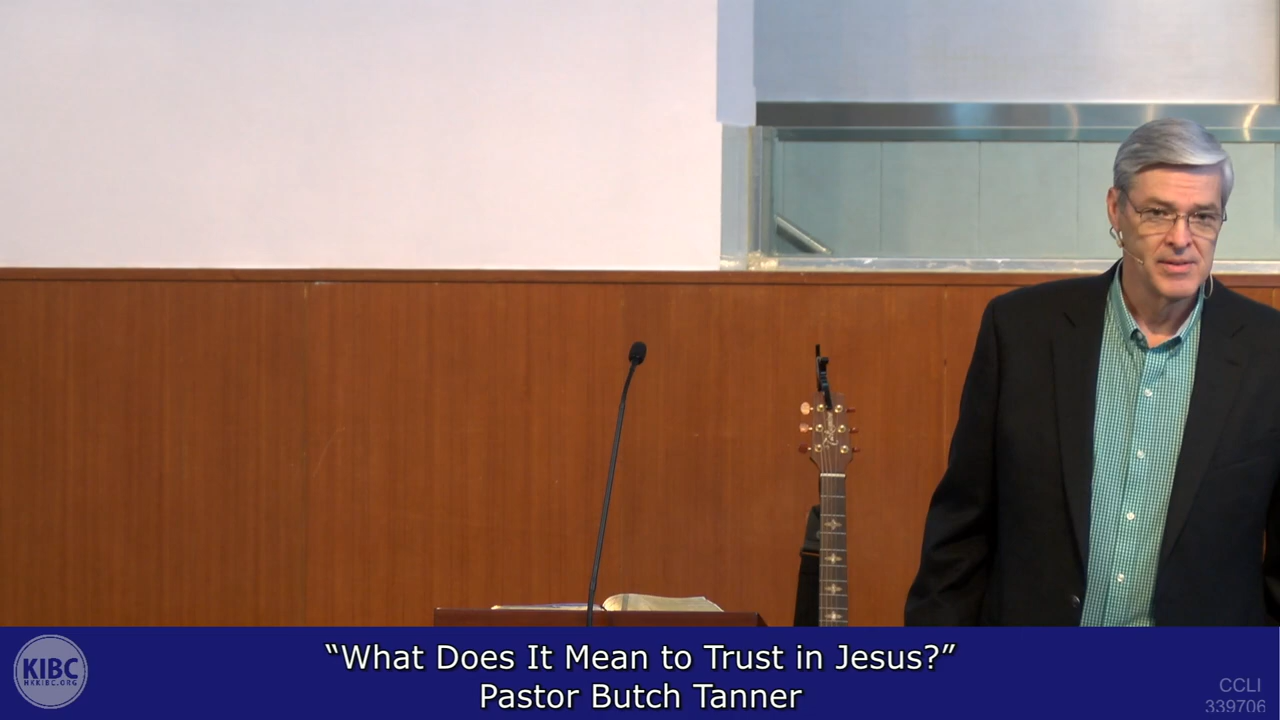 “What Does It Mean to Trust in Jesus?”
Pastor Butch Tanner
KIBC
HKKIBC.ORG
CCLI
339706